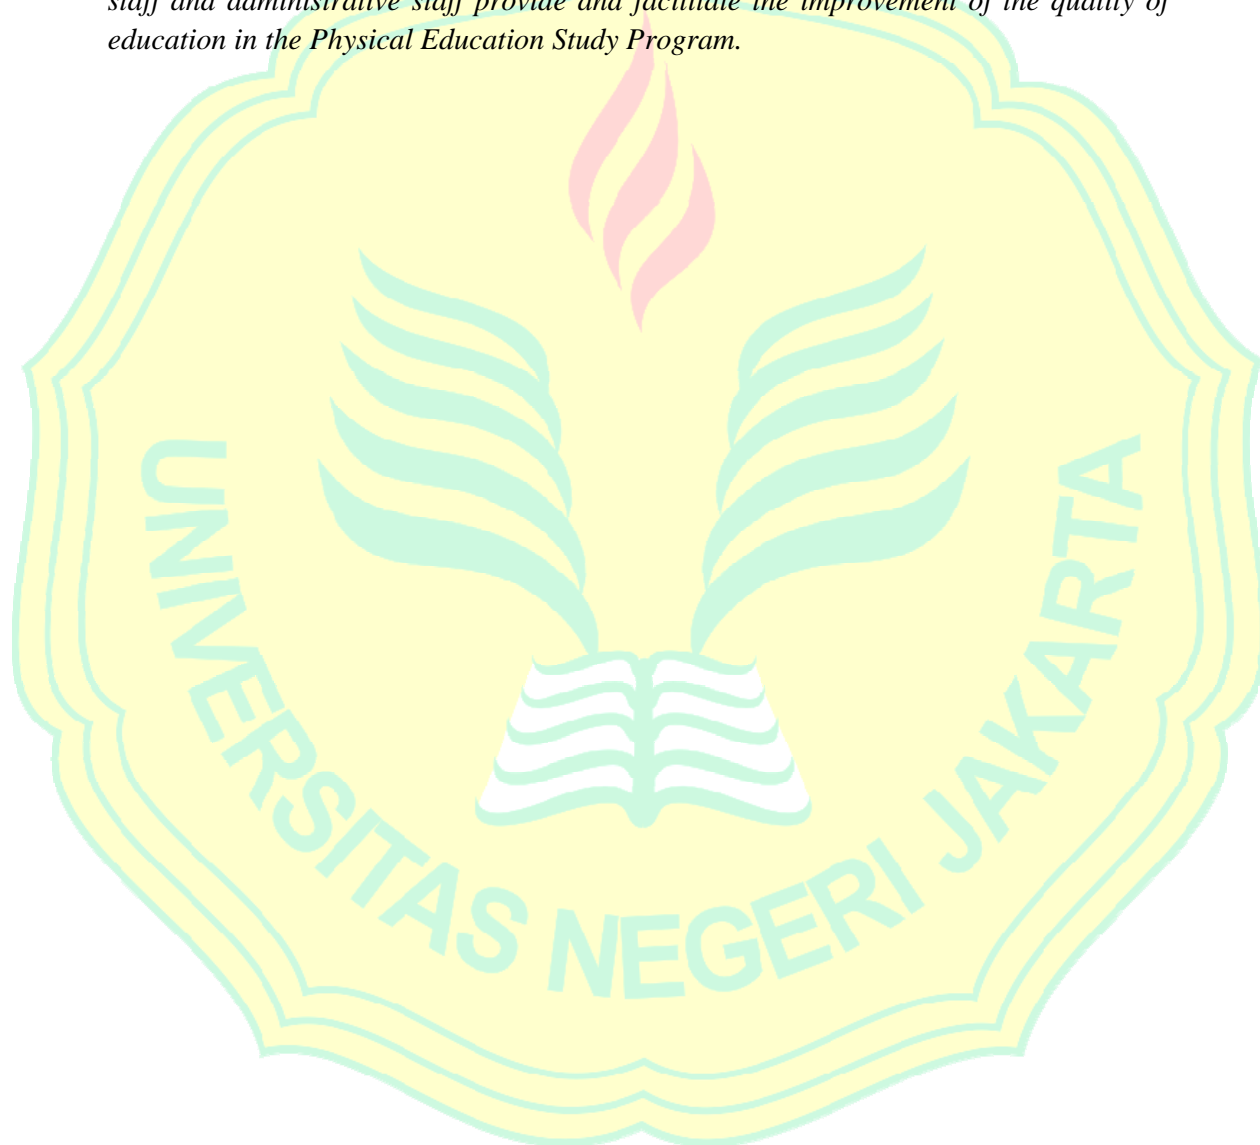 staff and administrative staff provide and facilitate the improvement of the quality of
education in the Physical Education Study Program.
UNIVERSITAS NEGERI JAKARTA